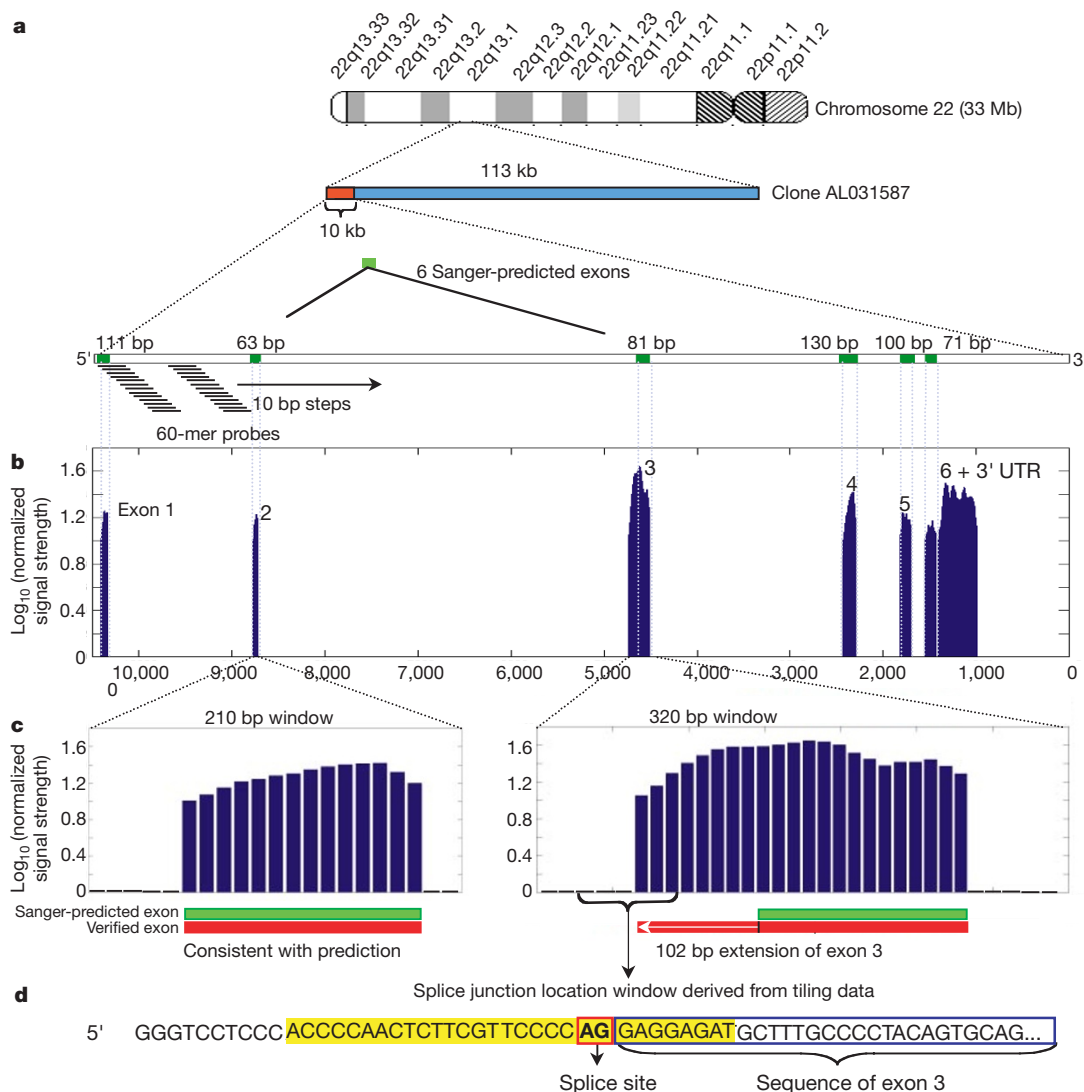 a
22q13.33 22q13.32 22q13.31 22q13.2 22q13.1 22q12.3 22q12.2 22q12.1 22q11.23 22q11.22 22q11.21 22q11.1 22p11.1 22p11.2
Chromosome 22 (33 Mb)
113 kb
Clone AL031587
10 kb
6 Sanger-predicted exons
111 bp 63 bp 81 bp 130 bp 100 bp 71 bp
5' 3
10 bp steps
60-mer probes
b
Log10 (normalized signal strength)
1.6
1.2
0.8
0.4
0
Exon 1 2 3 4 5 6 + 3' UTR
10,000 9,000 8,000 7,000 6,000 5,000 4,000 3,000 2,000 1,000 0
0
c
210 bp window
Log10 (normalized signal strength)
1.6
1.2
0.8
0.4
0
320 bp window
1.6
1.2
0.8
0.4
0
Sanger-predicted exon
Verified exon
Consistent with prediction
102 bp extension of exon 3
Splice junction location window derived from tiling data
d
5' GGGTCCTCCCACCCCAACTCTTCGTTCCCCAGGAGGAGATGCTTTGCCCCTACAGTGCAG...
Splice site
Sequence of exon 3